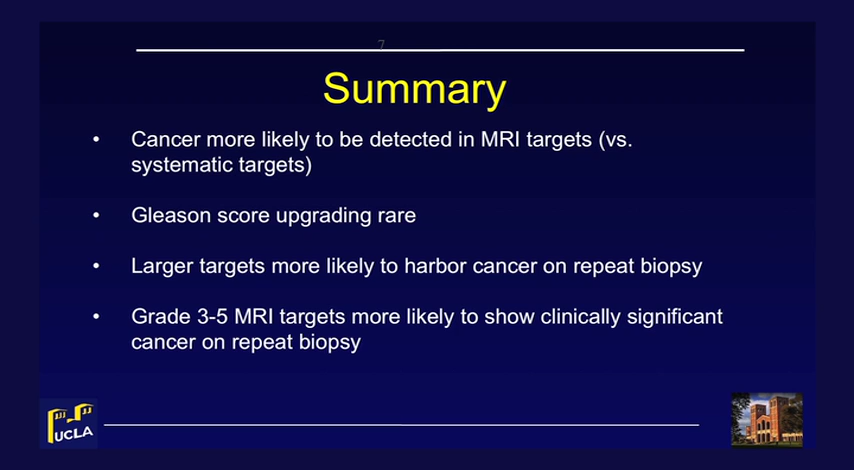 7
Summary
• Cancer more likely to be detected in MRI targets (vs.
systematic targets)
• Gleason score upgrading rare
• Larger targets more likely to harbor cancer on repeat biopsy
• Grade 3-5 MRI targets more likely to show clinically significant
cancer on repeat biopsy
UCLA